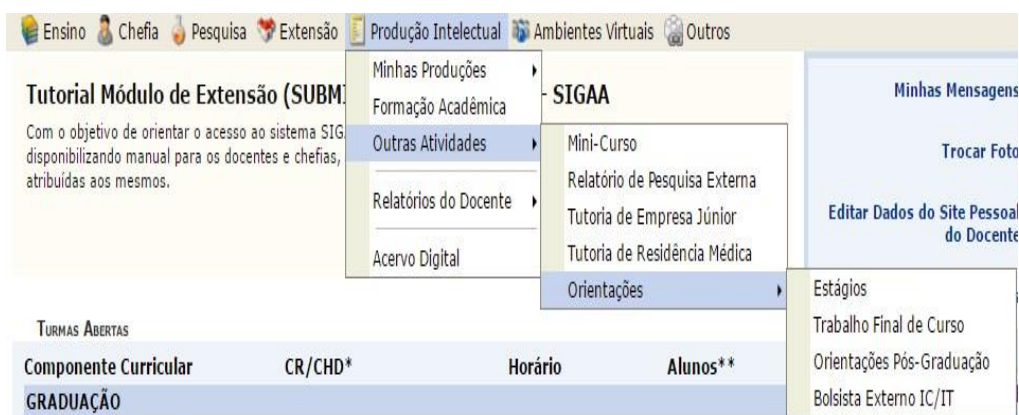 Ensino Chefia Pesquisa Extensão Produção Intelectual Ambientes Virtuais Outros
Minhas Produções
Formação Acadêmica
Outras Atividades
Relatórios do Docente
Acervo Digital
Mini-Curso
Relatório de Pesquisa Externa
Tutoria de Empresa Júnior
Tutoria de Residência Médica
Orientações
Estágios
Trabalho Final de Curso
Orientações Pós-Graduação
Bolsista Externo IC/IT
Tutorial Módulo de Extensão - SIGAA
Com o objetivo de orientar o acesso ao sistema
disponibilizando manual para os docentes e chefias,
atribuídas aos mesmos.
Minhas Mensagens
Trocar Foto
Editar Dados do Site Pessoal
do Docente
Turmas Abertas
Componente Curricular CR/CHD* Horário Alunos**
GRADUAÇÃO